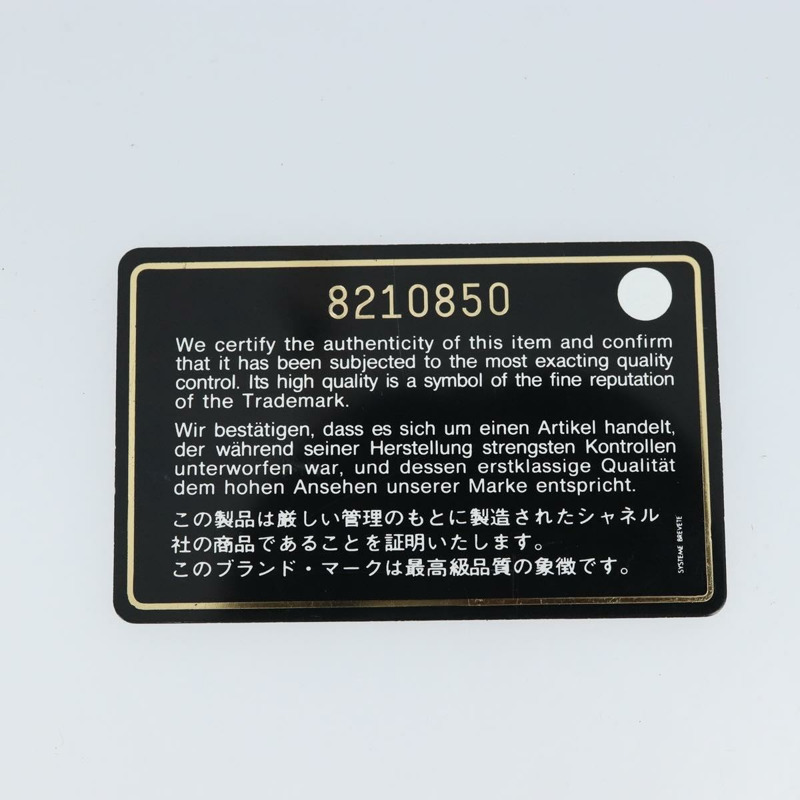 8210850
We certify the authenticity of this item and confirm
that it has been subjected to the most exacting quality
control. Its high quality is a symbol of the fine reputation
of the Trademark.
Wir bestätigen, dass es sich um einen Artikel handelt,
der während seiner Herstellung strengsten Kontrollen
unterworfen war, und dessen erstklassige Qualität
dem hohen Ansehen unserer Marke entspricht.
この製品は厳しい管理のもとに製造されたシャネル
社の商品であることを証明いたします。
このブランド・マークは最高級品質の象徴です。
SYSTEME BREVETE